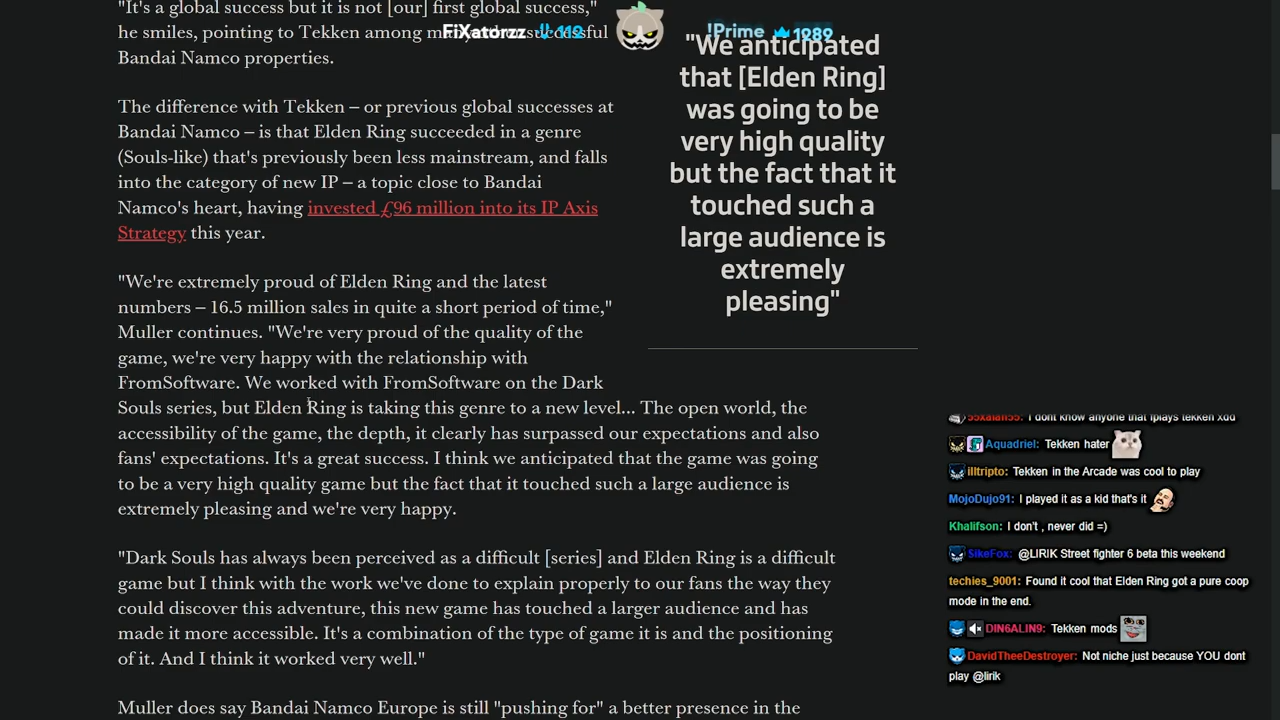 "It's a global success but it is not [our] first global success,"
he smiles, pointing to Tekken among successful
Bandai Namco properties.
FiXatorzz 112
!Prime 1989
The difference with Tekken – or previous global successes at
Bandai Namco – is that Elden Ring succeeded in a genre
(Souls-like) that's previously been less mainstream, and falls
into the category of new IP – a topic close to Bandai
Namco's heart, having invested £96 million into its IP Axis
Strategy this year.
"We anticipated
that [Elden Ring]
was going to be
very high quality
but the fact that it
touched such a
large audience is
extremely
pleasing"
"We're extremely proud of Elden Ring and the latest
numbers – 16.5 million sales in quite a short period of time,"
Muller continues. "We're very proud of the quality of the
game, we're very happy with the relationship with
FromSoftware. We worked with FromSoftware on the Dark
Souls series, but Elden Ring is taking this genre to a new level... The open world, the
accessibility of the game, the depth, it clearly has surpassed our expectations and also
fans' expectations. It's a great success. I think we anticipated that the game was going
to be a very high quality game but the fact that it touched such a large audience is
extremely pleasing and we're very happy.
"Dark Souls has always been perceived as a difficult [series] and Elden Ring is a difficult
game but I think with the work we've done to explain properly to our fans the way they
could discover this adventure, this new game has touched a larger audience and has
made it more accessible. It's a combination of the type of game it is and the positioning
of it. And I think it worked very well."
Muller does say Bandai Namco Europe is still "pushing for" a better presence in the
I dont know anyone that iplays tekken xdd
Aquadriel: Tekken hater
illtripto: Tekken in the Arcade was cool to play
MojoDujo91: I played it as a kid that's it
Khalifson: I don't , never did =)
SikeFox: @LIRIK Street fighter 6 beta this weekend
techies_9001: Found it cool that Elden Ring got a pure coop
mode in the end.
DIN6ALIN9: Tekken mods
DavidTheeDestroyer: Not niche just because YOU dont
play @lirik